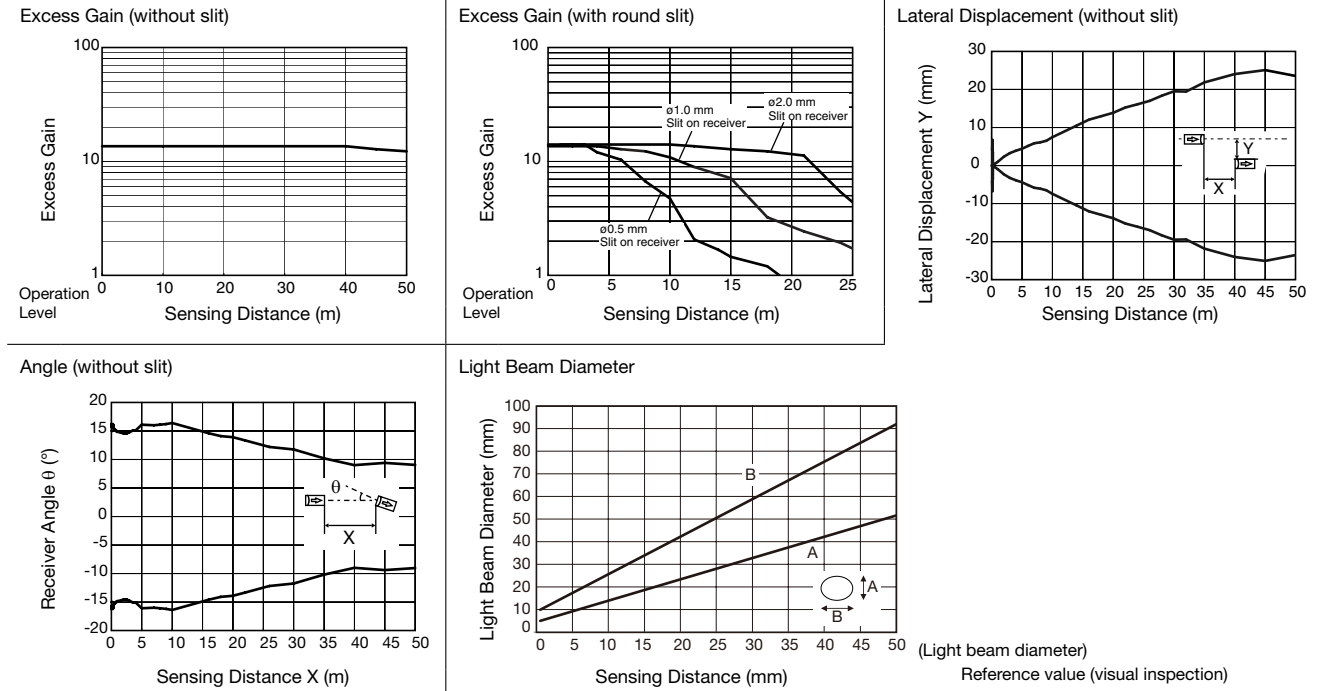 Excess Gain (without slit)
100
10
1
Excess Gain
Operation
Level
0 10 20 30 40 50
Sensing Distance (m)
Excess Gain (with round slit)
100
10
1
Excess Gain
ø1.0 mm
Slit on receiver
ø2.0 mm
Slit on receiver
ø0.5 mm
Slit on receiver
Operation
Level
0 5 10 15 20 25
Sensing Distance (m)
Lateral Displacement (without slit)
30
20
10
0
-10
-20
-30
Lateral Displacement Y (mm)
Y
X
0 5 10 15 20 25 30 35 40 45 50
Sensing Distance (m)
Angle (without slit)
20
15
10
5
0
-5
-10
-15
-20
Receiver Angle θ (°)
θ
X
0 5 10 15 20 25 30 35 40 45 50
Sensing Distance X (m)
Light Beam Diameter
100
90
80
70
60
50
40
30
20
10
0
Light Beam Diameter (mm)
B
A
A
B
0 5 10 15 20 25 30 35 40 45 50
Sensing Distance (mm)
(Light beam diameter)
Reference value (visual inspection)